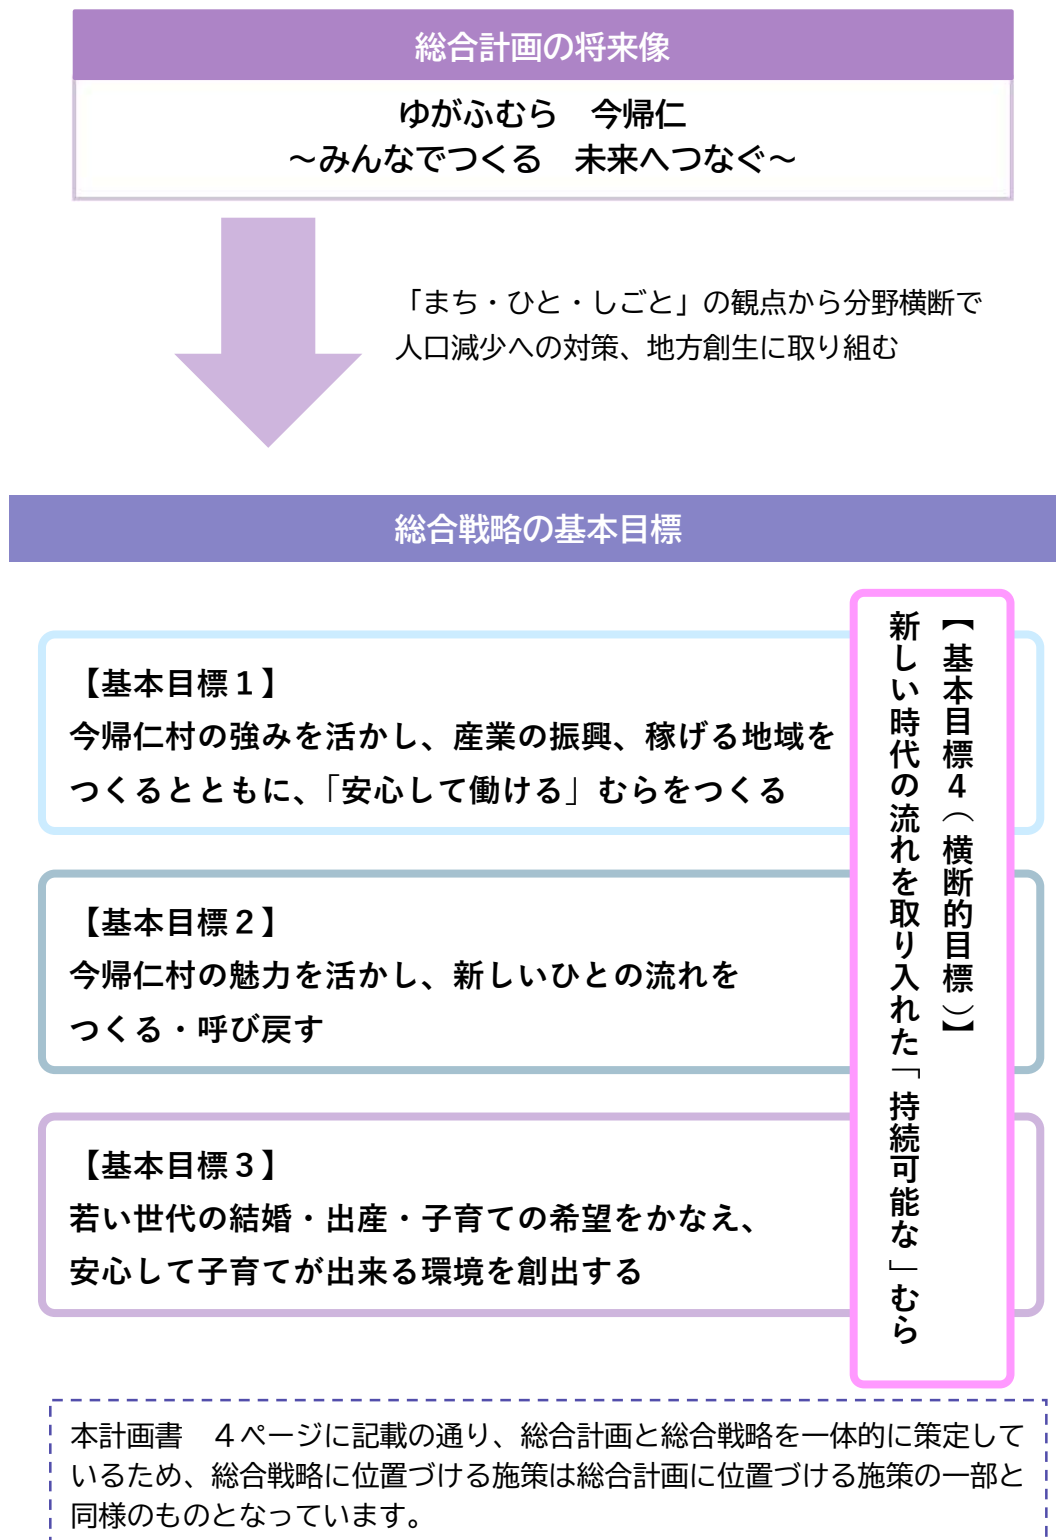 総合計画の将来像
ゆがふむら　今帰仁
～みんなでつくる　未来へつなぐ～
「まち・ひと・しごと」の観点から分野横断で
人口減少への対策、地方創生に取り組む
総合戦略の基本目標
【基本目標１】
今帰仁村の強みを活かし、産業の振興、稼げる地域を
つくるとともに、「安心して働ける」むらをつくる
【基本目標２】
今帰仁村の魅力を活かし、新しいひとの流れを
つくる・呼び戻す
【基本目標３】
若い世代の結婚・出産・子育ての希望をかなえ、
安心して子育てが出来る環境を創出する
【基本目標４（横断的目標）】
新しい時代の流れを取り入れた「持続可能な」むら
本計画書　４ページに記載の通り、総合計画と総合戦略を一体的に策定して
いるため、総合戦略に位置づける施策は総合計画に位置づける施策の一部と
同様のものとなっています。